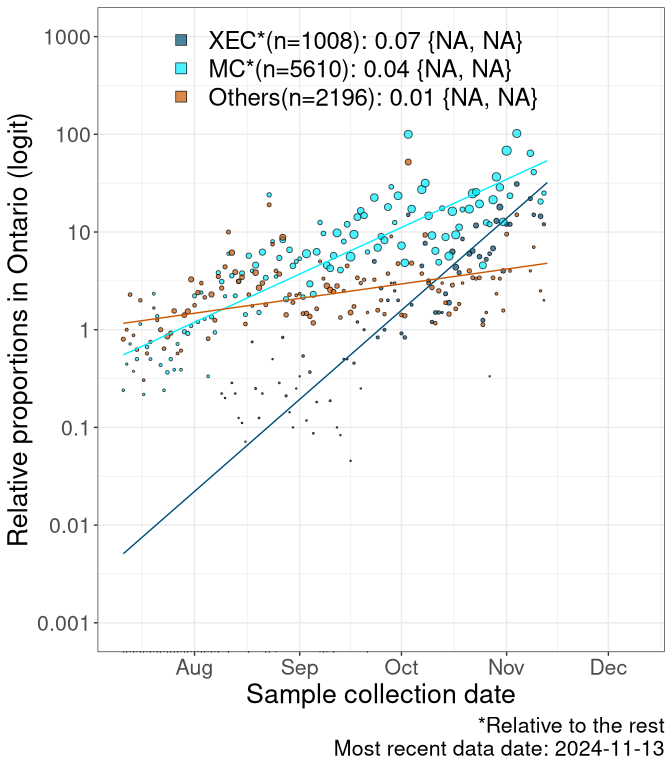 XEC*(n=1008): 0.07 {NA, NA}
MC*(n=5610): 0.04 {NA, NA}
Others(n=2196): 0.01 {NA, NA}
Relative proportions in Ontario (logit)
1000
100
10
1
0.1
0.01
0.001
Aug Sep Oct Nov Dec
Sample collection date
*Relative to the rest
Most recent data date: 2024-11-13